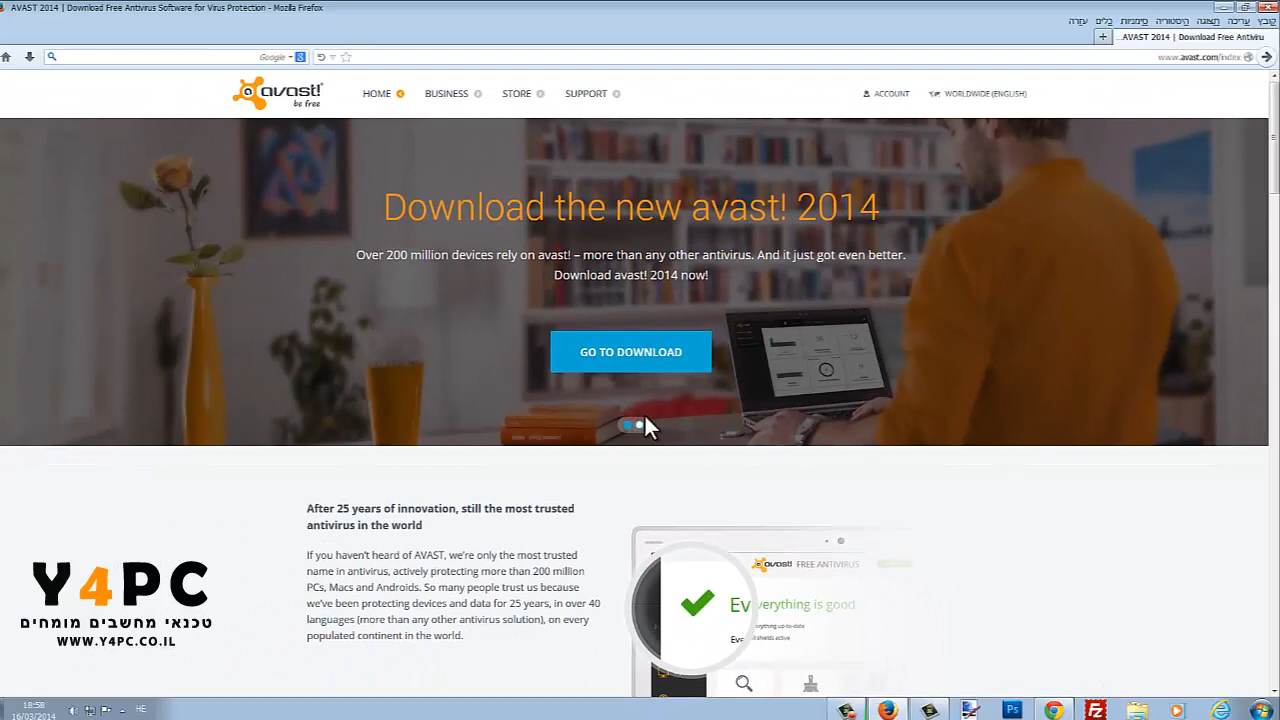 AVAST 2014 | Download Free Antivirus Software for Virus Protection - Mozilla Firefox
קובץ עריכה תצוגה היסטוריה סימניות כלים עזרה
AVAST 2014 | Download Free Antiviru...
Google
www.avast.com/index
avast!
be free
HOME
BUSINESS
STORE
SUPPORT
ACCOUNT
WORLDWIDE (ENGLISH)
Download the new avast! 2014
Over 200 million devices rely on avast! – more than any other antivirus. And it just got even better.
Download avast! 2014 now!
GO TO DOWNLOAD
After 25 years of innovation, still the most trusted
antivirus in the world
If you haven't heard of AVAST, we're only the most trusted
name in antivirus, actively protecting more than 200 million
PCs, Macs and Androids. So many people trust us because
we've been protecting devices and data for 25 years, in over 40
languages (more than any other antivirus solution), on every
populated continent in the world.
avast! FREE ANTIVIRUS
Everything is good
Y4PC
טכנאי מחשבים מומחים
WWW.Y4PC.CO.IL
18:58
16/03/2014
HE
Ps
Fz